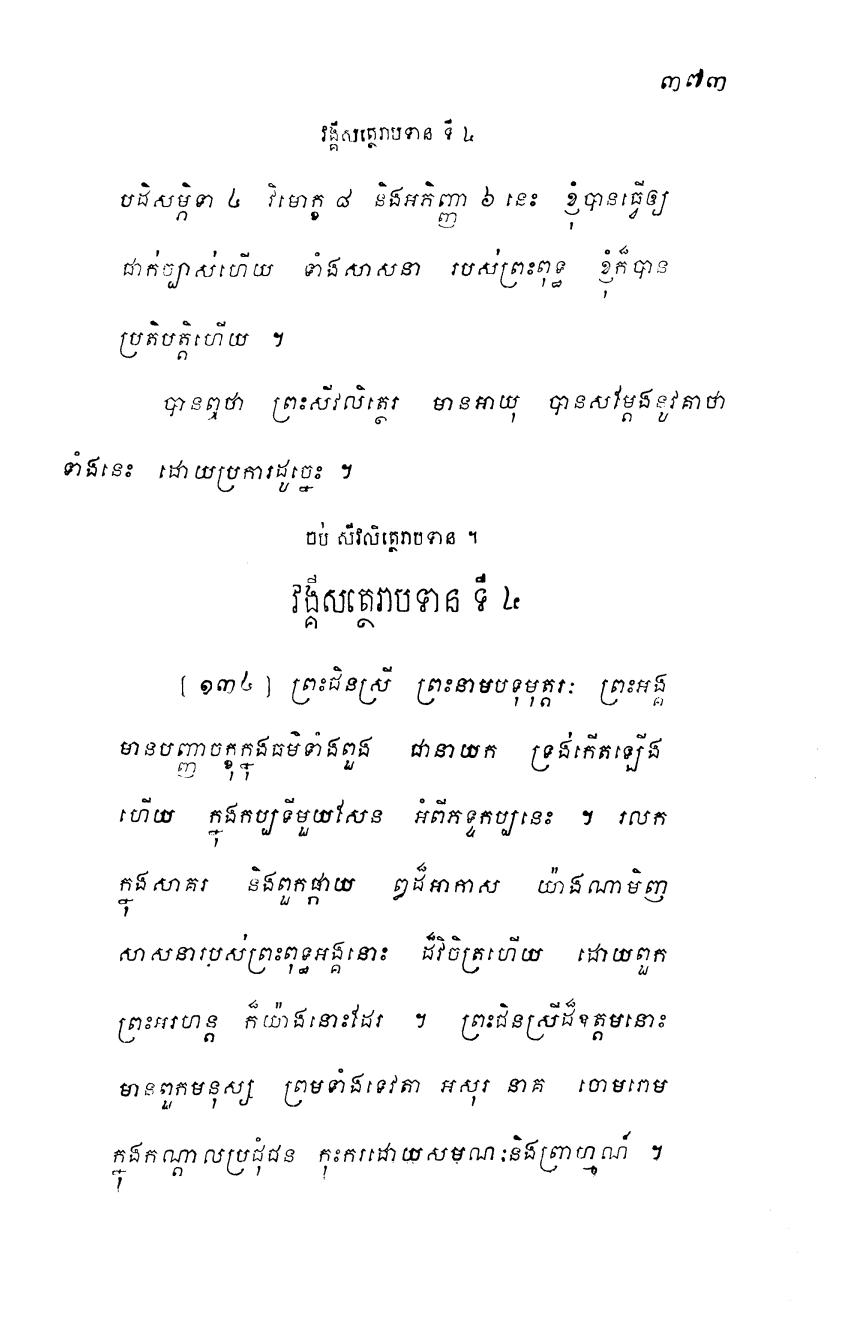 ៣៧៣
វង្គីសត្ថេរាបទាន ទី ៤
បដិសម្ភិទា ៤ វិមោក្ខ ៨ និងអភិញ្ញា ៦ នេះ ខ្ញុំបានធ្វើឲ្យ
ជាក់ច្បាស់ហើយ ទាំងសាសនា របស់ព្រះពុទ្ធ ខ្ញុំក៏បាន
ប្រតិបត្តិហើយ ។
បានឮថា ព្រះសីវលិត្ថេរ មានអាយុ បានសម្តែងនូវគាថា
ទាំងនេះ ដោយប្រការដូច្នេះ ។
ចប់ សីវលិត្ថេរាបទាន ។
វង្គីសត្ថេរាបទាន ទី ៤
[ ១៣៤ ] ព្រះជិនស្រី ព្រះនាមបទុមុត្តរៈ ព្រះអង្គ
មានបញ្ញាចក្ខុក្នុងធម៌ទាំងពួង ជានាយក ទ្រង់កើតឡើង
ហើយ ក្នុងកប្បទីមួយសែន អំពីភទ្ទកប្បនេះ ។ រលក
ក្នុងសាគរ និងពួកផ្កាយ ឰដ៏អាកាស យ៉ាងណាមិញ
សាសនារបស់ព្រះពុទ្ធអង្គនោះ ដ៏វិចិត្រហើយ ដោយពួក
ព្រះអរហន្ត ក៏យ៉ាងនោះដែរ ។ ព្រះជិនស្រីដ៏ឧត្តមនោះ
មានពួកមនុស្ស ព្រមទាំងទេវតា អសុរ នាគ ចោមរោម
ក្នុងកណ្តាលប្រជុំជន កុះករដោយសមណៈនិងព្រាហ្មណ៍ ។